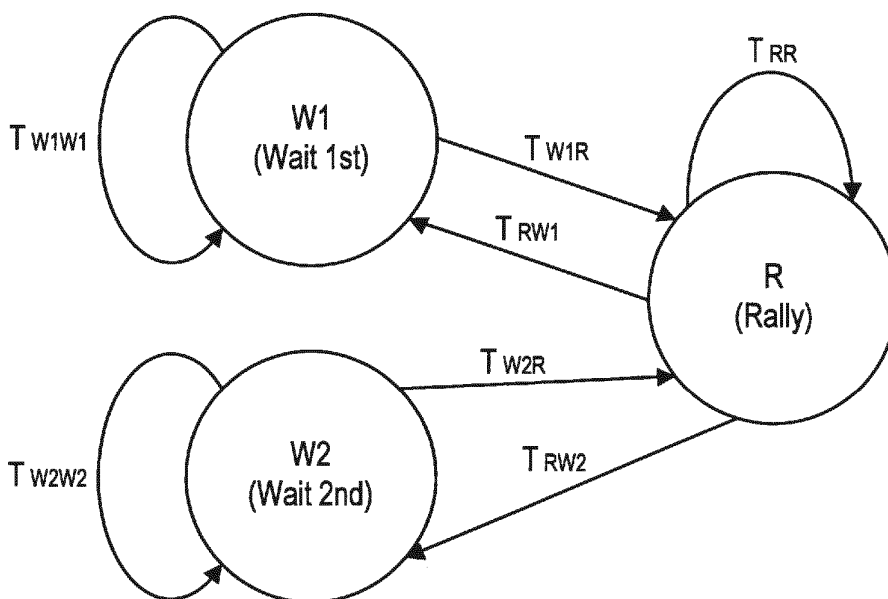 T RR
W1
(Wait 1st)
T W1W1
T W1R
T RW1
R
(Rally)
T W2R
W2
(Wait 2nd)
T W2W2
T RW2